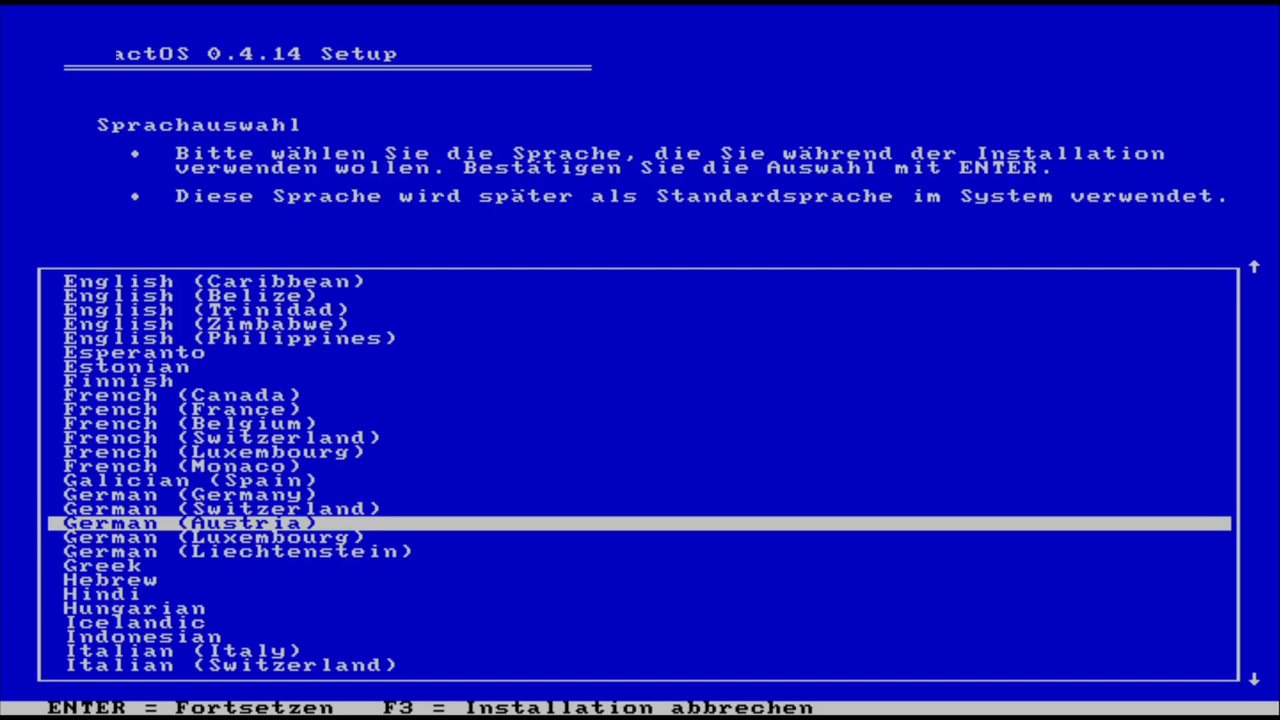 actOS 0.4.14 Setup
Sprachauswahl
• Bitte wählen Sie die Sprache, die Sie während der Installation
verwenden wollen. Bestätigen Sie die Auswahl mit ENTER.
• Diese Sprache wird später als Standardsprache im System verwendet.
↑
English (Caribbean)
English (Belize)
English (Trinidad)
English (Zimbabwe)
English (Philippines)
Esperanto
Estonian
Finnish
French (Canada)
French (France)
French (Belgium)
French (Switzerland)
French (Luxembourg)
French (Monaco)
Galician (Spain)
German (Germany)
German (Switzerland)
German (Austria)
German (Luxembourg)
German (Liechtenstein)
Greek
Hebrew
Hindi
Hungarian
Icelandic
Indonesian
Italian (Italy)
Italian (Switzerland)
↓
ENTER = Fortsetzen F3 = Installation abbrechen